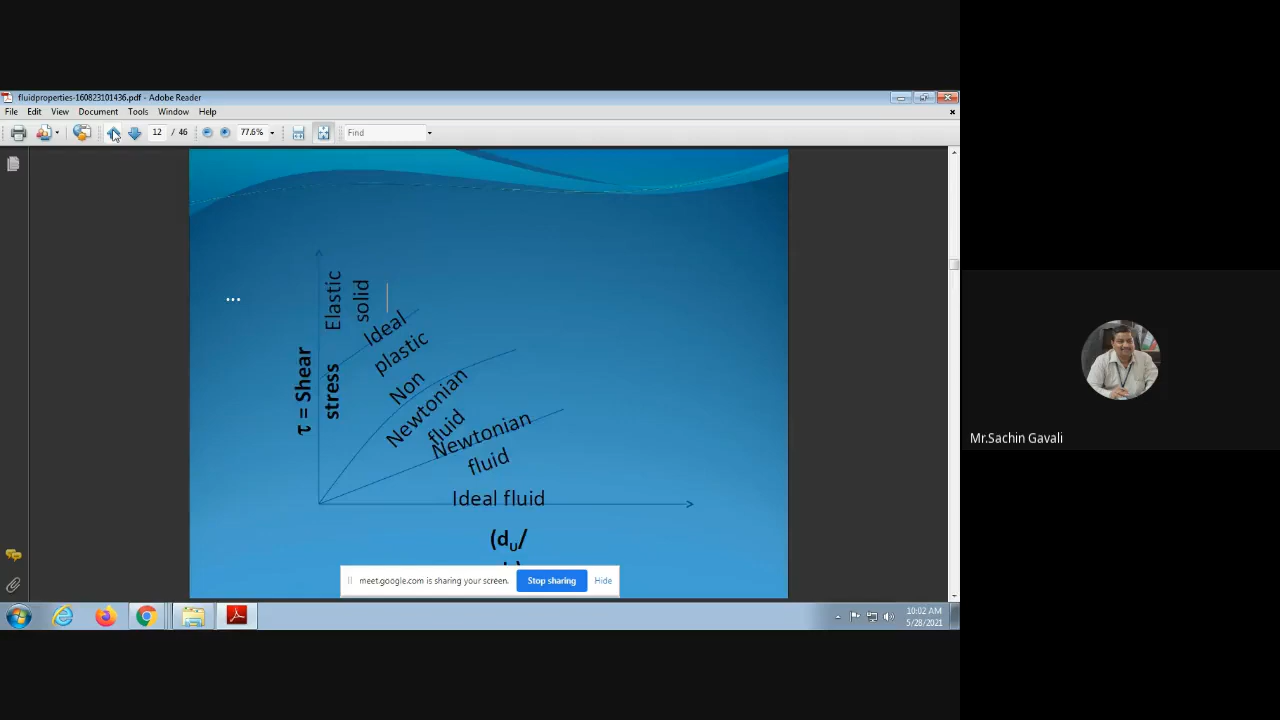 fluidproperties-160823101436.pdf - Adobe Reader
File Edit View Document Tools Window Help
12 / 46 77.6% Find
...
Elastic
solid
Ideal
plastic
τ = Shear
stress
Non
Newtonian
fluid
Newtonian
fluid
Ideal fluid
(dU/
meet.google.com is sharing your screen. Stop sharing Hide
10:02 AM
5/28/2021
Mr.Sachin Gavali